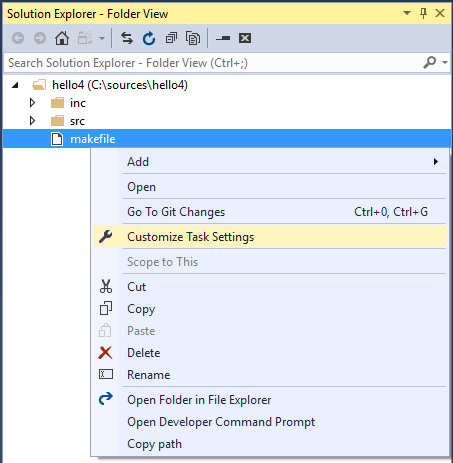 Solution Explorer - Folder View
Search Solution Explorer - Folder View (Ctrl+;)
hello4 (C:\sources\hello4)
inc
src
makefile
Add
Open
Go To Git Changes Ctrl+0, Ctrl+G
Customize Task Settings
Scope to This
Cut
Copy
Paste
Delete
Rename
Open Folder in File Explorer
Open Developer Command Prompt
Copy path